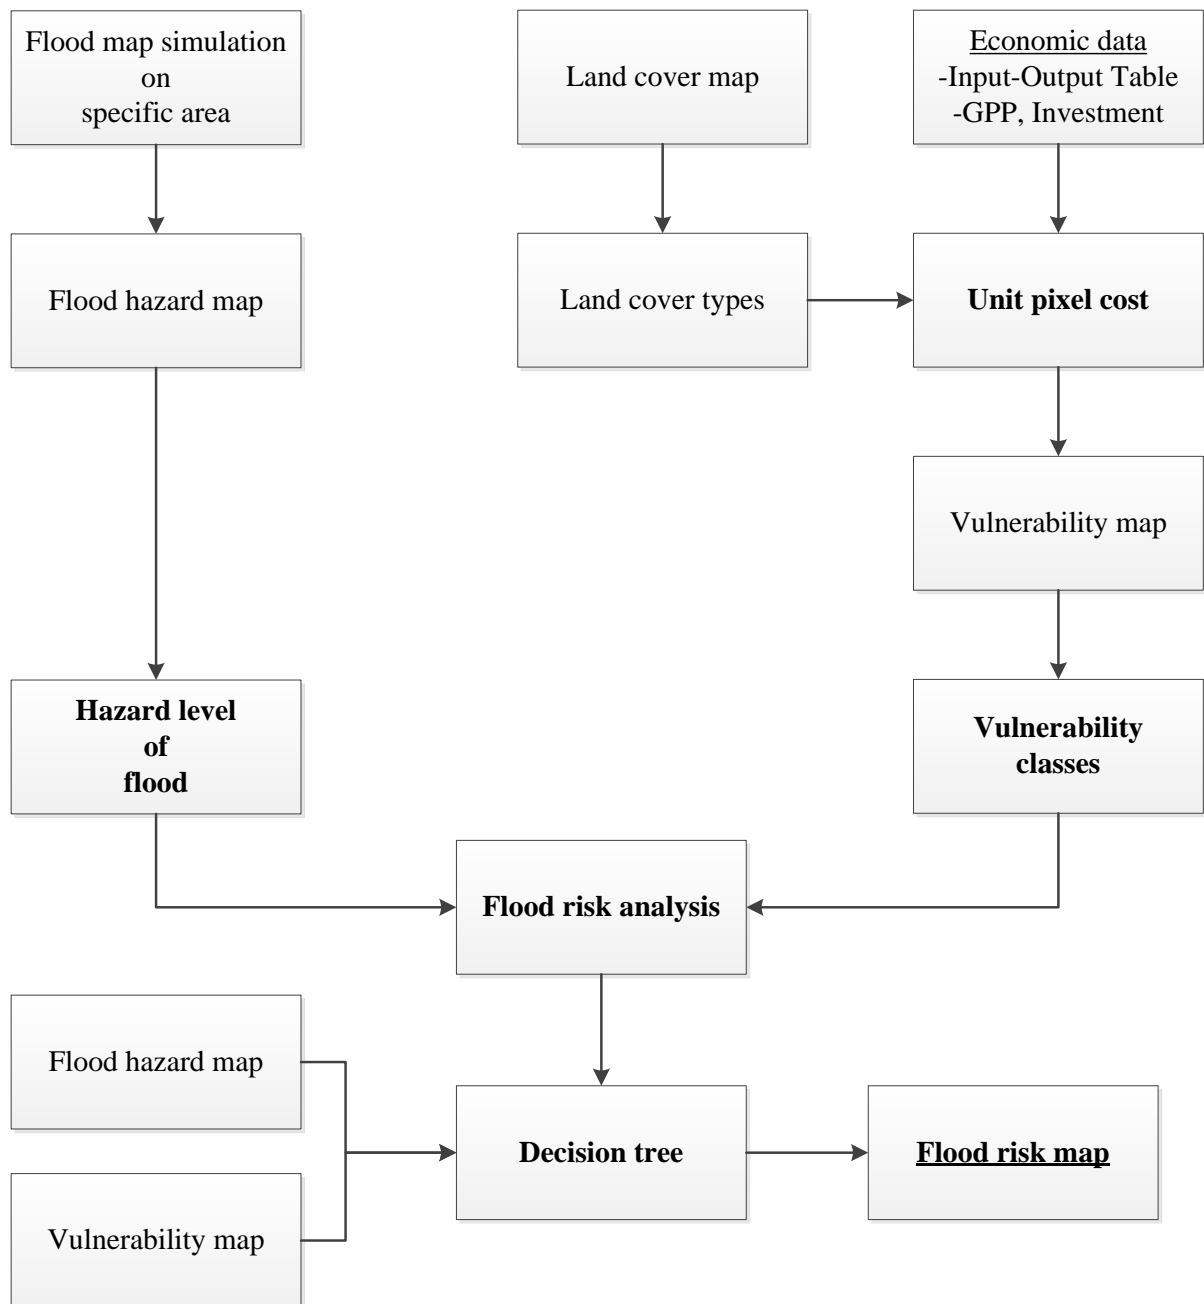 Flood map simulation
on
specific area
Land cover map
Economic data
-Input-Output Table
-GPP, Investment
Flood hazard map
Land cover types
Unit pixel cost
Vulnerability map
Hazard level
of
flood
Vulnerability
classes
Flood risk analysis
Flood hazard map
Decision tree
Flood risk map
Vulnerability map